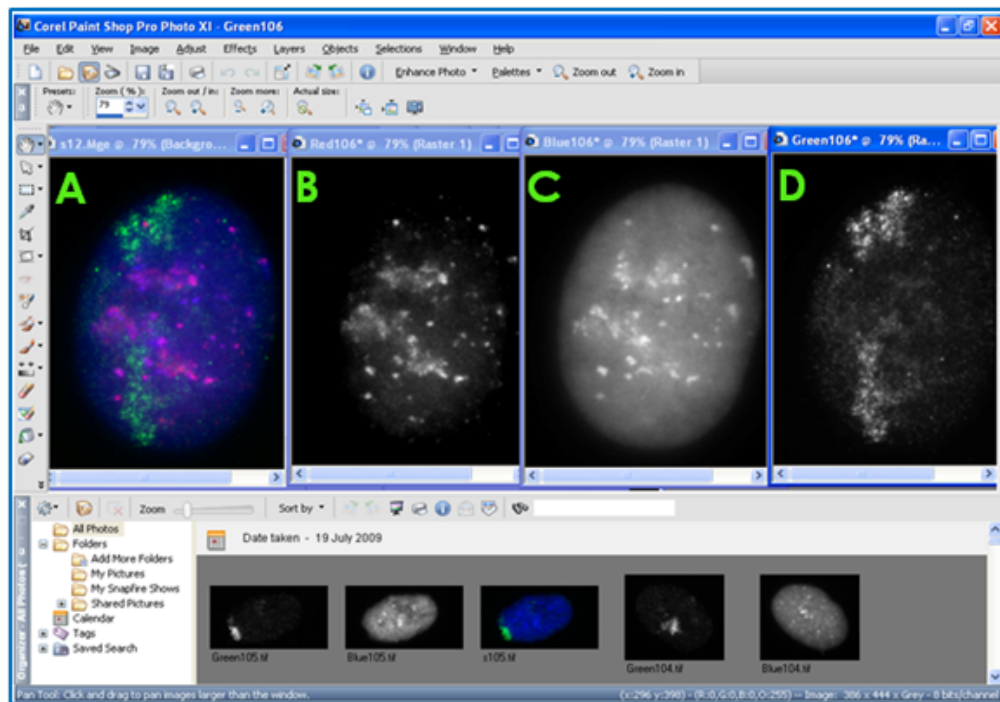 Corel Paint Shop Pro Photo XI - Green106
File Edit View Image Adjust Effects Layers Objects Selections Window Help
Enhance Photo Palettes Zoom out Zoom in
Presets: Zoom (%): Zoom out / in: Zoom more: Actual size:
79
s12.Mge @ 79% (Backgro... Red106* @ 79% (Raster 1) Blue106* @ 79% (Raster 1) Green106* @ 79% (Ra...
A B C D
Zoom Sort by
All Photos
Folders
Add More Folders
My Pictures
My Snapfire Shows
Shared Pictures
Calendar
Tags
Saved Search
Organizer - All Photos (
Date taken - 19 July 2009
Green105.tif Blue105.tif s105.tif Green104.tif Blue104.tif
Pan Tool: Click and drag to pan images larger than the window. (x:296 y:398) - (R:0,G:0,B:0,O:255) -- Image: 386 x 444 x Grey - 8 bits/channel